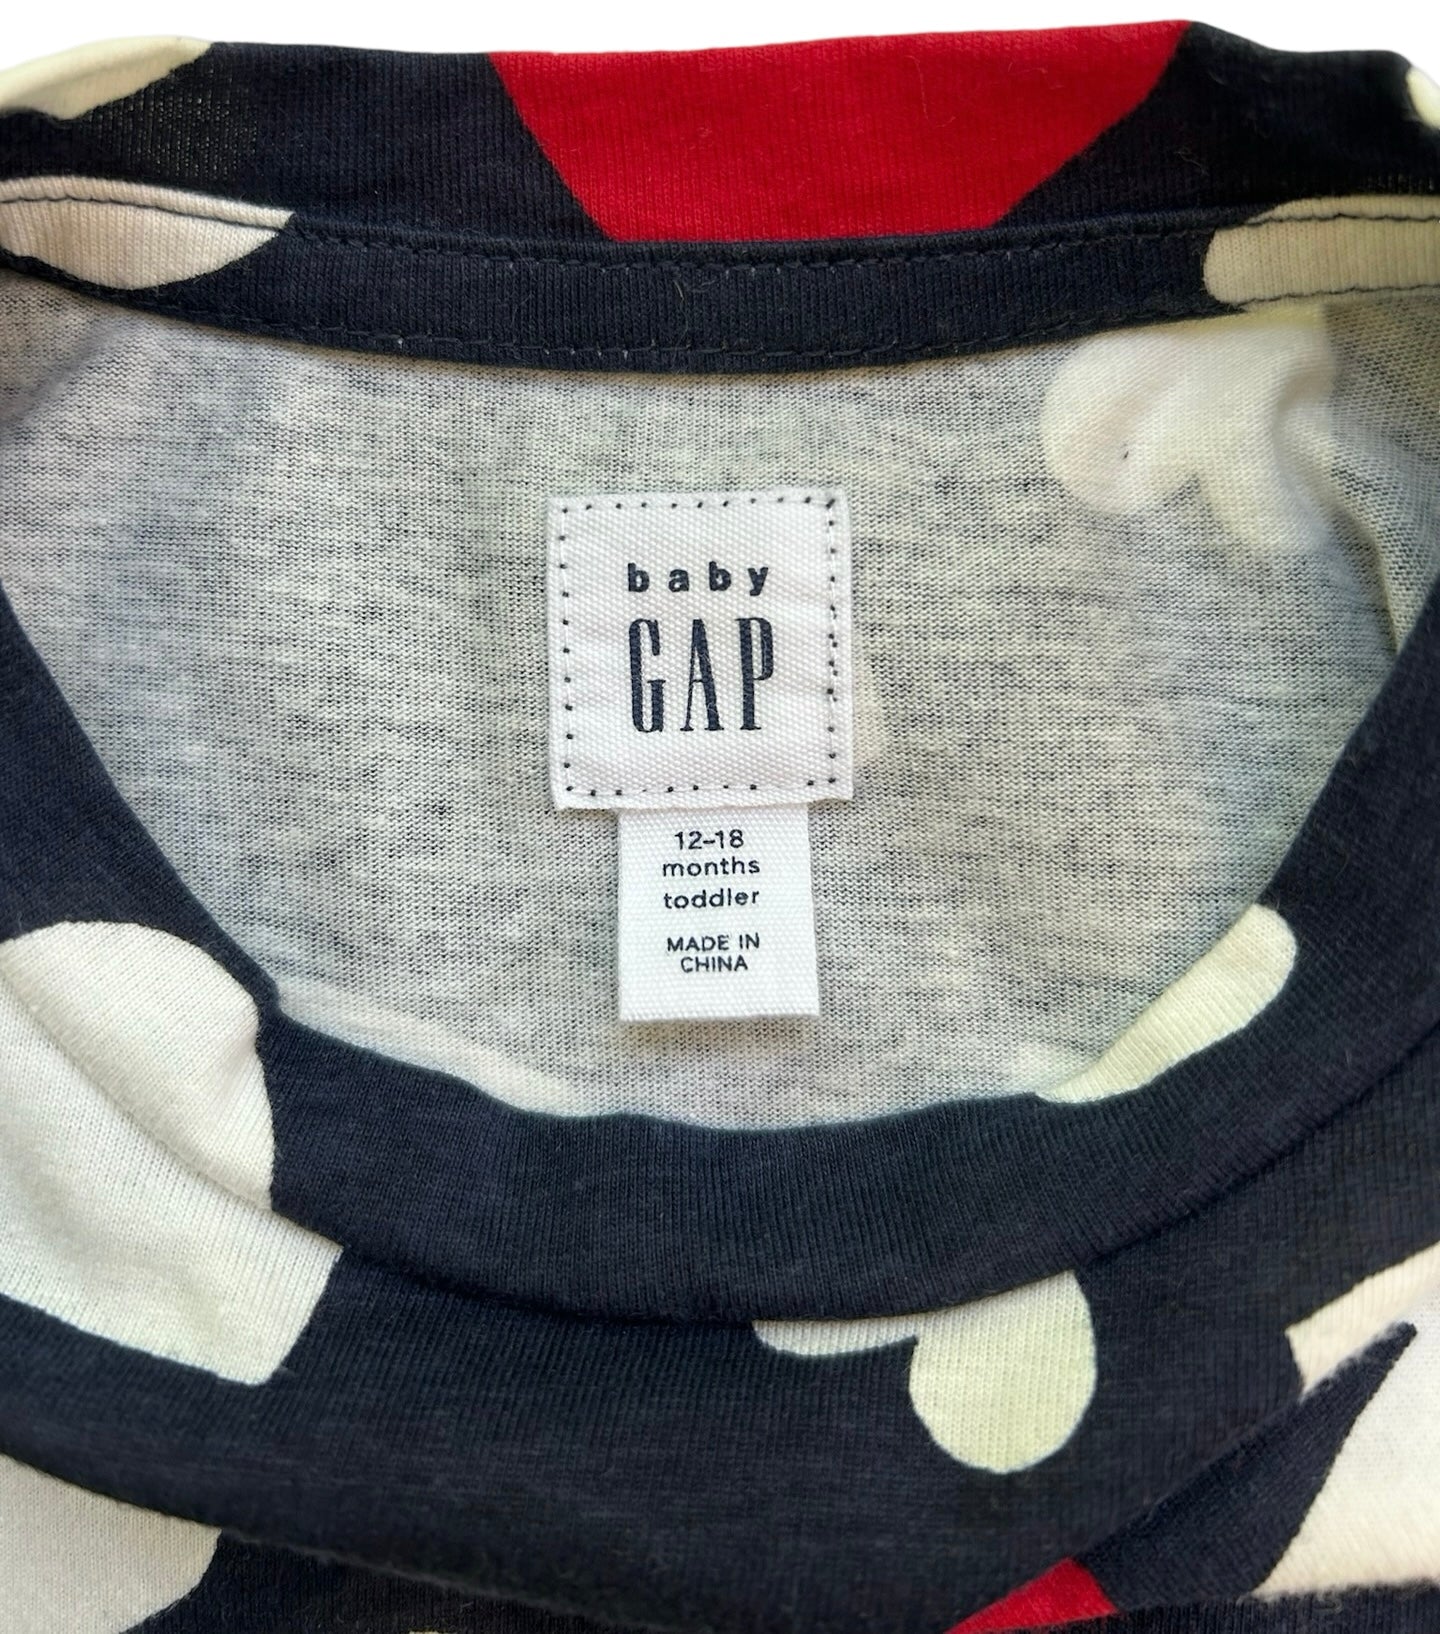 baby
GAP
12-18
months
toddler
MADE IN
CHINA